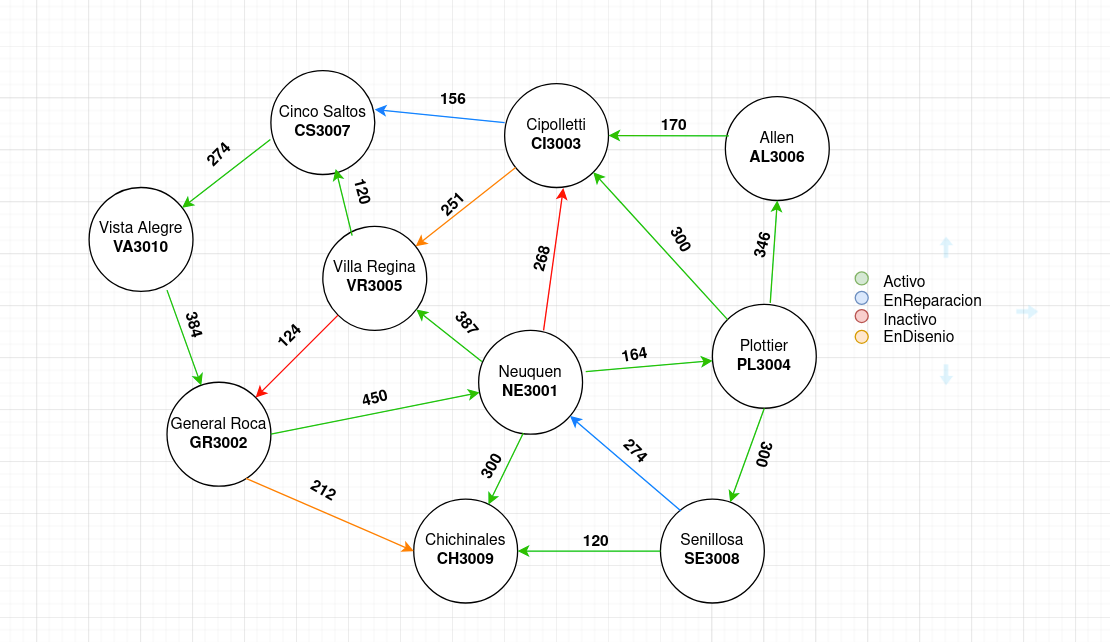 Cinco Saltos
CS3007
156
Cipolletti
CI3003
170
Allen
AL3006
274
120
251
Vista Alegre
VA3010
Villa Regina
VR3005
268
300
346
384
124
387
Activo
EnReparacion
Inactivo
EnDisenio
General Roca
GR3002
450
Neuquen
NE3001
164
Plottier
PL3004
212
300
274
300
Chichinales
CH3009
120
Senillosa
SE3008